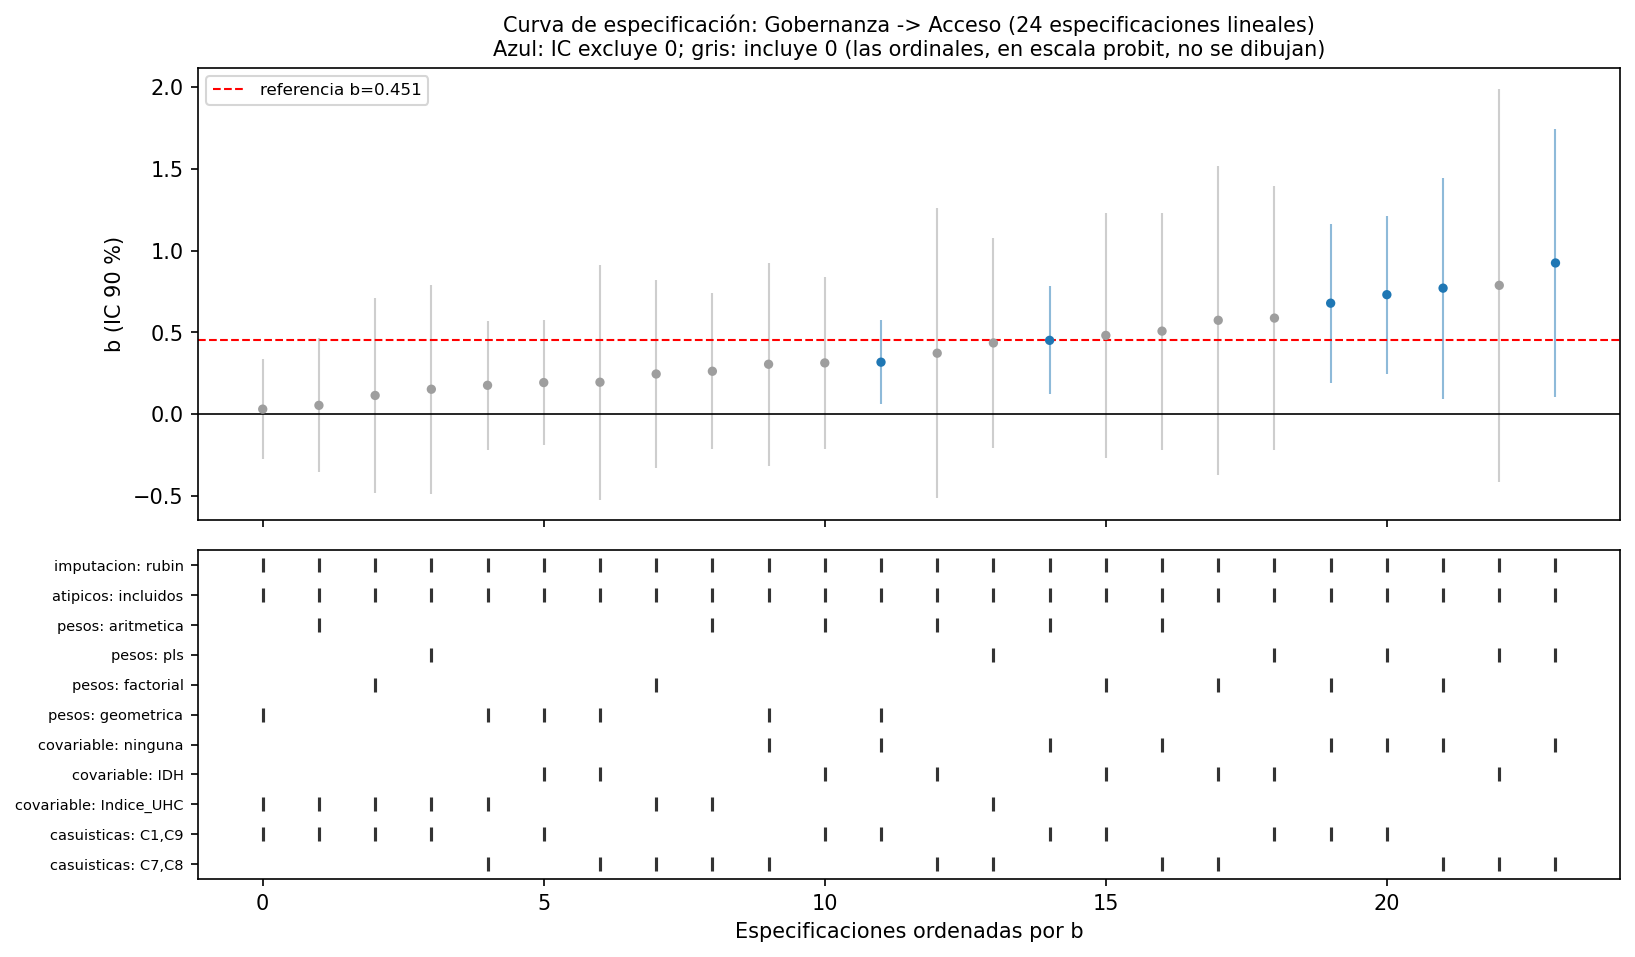 Curva de especificación: Gobernanza -> Acceso (24 especificaciones lineales)
Azul: IC excluye 0; gris: incluye 0 (las ordinales, en escala probit, no se dibujan)
referencia b=0.451
b (IC 90 %)
2.0
1.5
1.0
0.5
0.0
−0.5
imputacion: rubin
atipicos: incluidos
pesos: aritmetica
pesos: pls
pesos: factorial
pesos: geometrica
covariable: ninguna
covariable: IDH
covariable: Indice_UHC
casuisticas: C1,C9
casuisticas: C7,C8
0 5 10 15 20
Especificaciones ordenadas por b